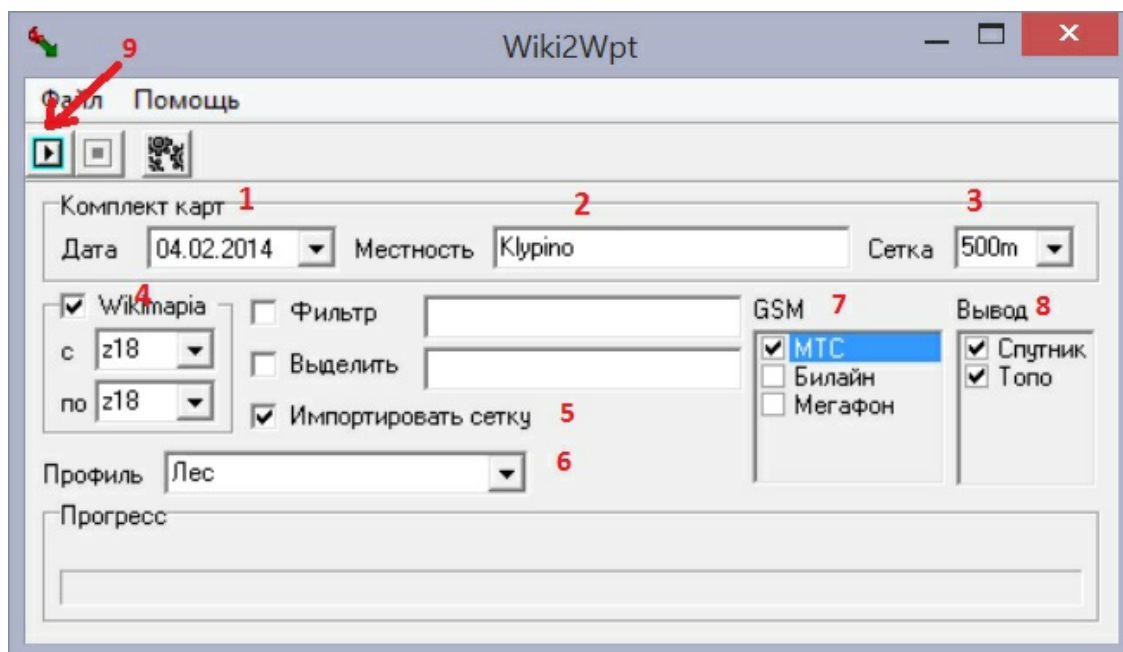 Wiki2Wpt
9
Файл Помощь
Комплект карт 1 2 3
Дата 04.02.2014 Местность Klypino Сетка 500m
Wikimapia 4 Фильтр GSM 7 Вывод 8
с z18 Выделить МТС Спутник
Билайн Топо
по z18 Импортировать сетку 5 Мегафон
Профиль Лес 6
Прогресс